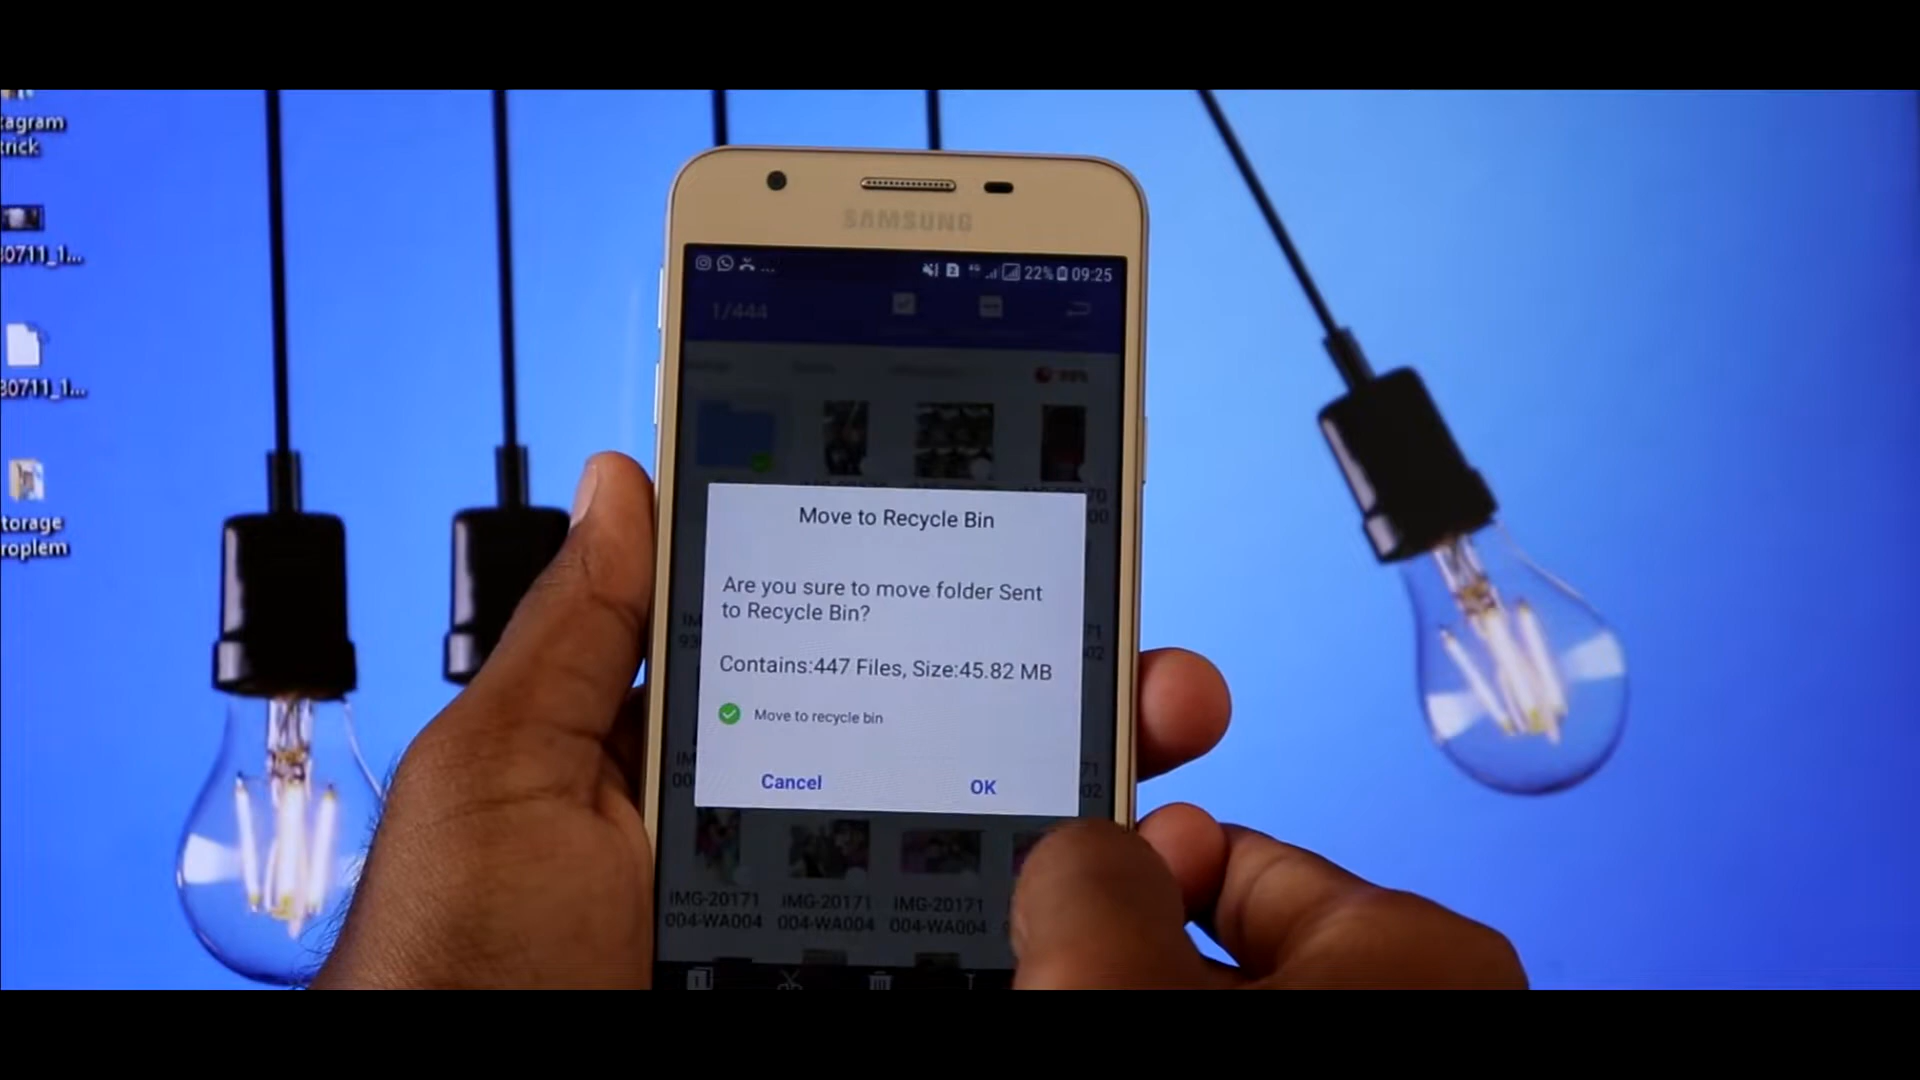 tagram
trick
30711_1...
30711_1...
torage
roplem
SAMSUNG
22% 09:25
1/444
Move to Recycle Bin
Are you sure to move folder Sent
to Recycle Bin?
Contains:447 Files, Size:45.82 MB
Move to recycle bin
Cancel
OK
IMG-20171 IMG-20171 IMG-20171
004-WA004 004-WA004 004-WA004